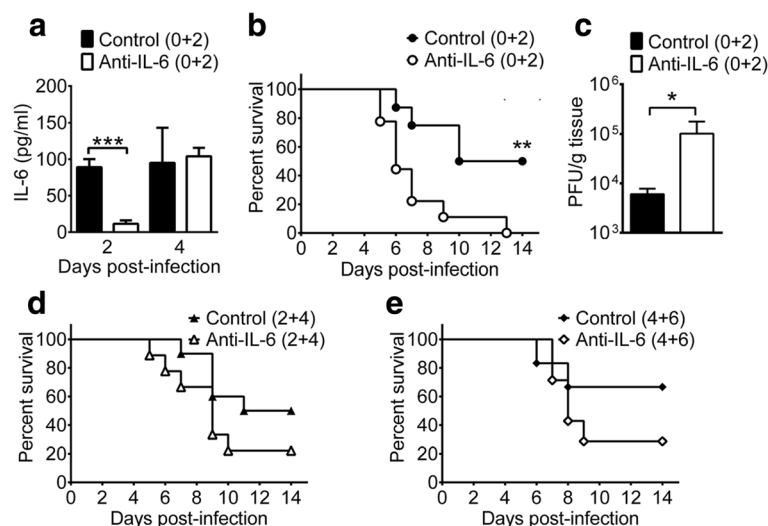 a
Control (0+2)
Anti-IL-6 (0+2)
IL-6 (pg/ml)
200
150
100
50
0
***
2 4
Days post-infection
b
Control (0+2)
Anti-IL-6 (0+2)
Percent survival
100
80
60
40
20
0
**
0 2 4 6 8 10 12 14
Days post-infection
c
Control (0+2)
Anti-IL-6 (0+2)
PFU/g tissue
10⁶
10⁵
10⁴
10³
*
d
Control (2+4)
Anti-IL-6 (2+4)
Percent survival
100
80
60
40
20
0
0 2 4 6 8 10 12 14
Days post-infection
e
Control (4+6)
Anti-IL-6 (4+6)
Percent survival
100
80
60
40
20
0
0 2 4 6 8 10 12 14
Days post-infection